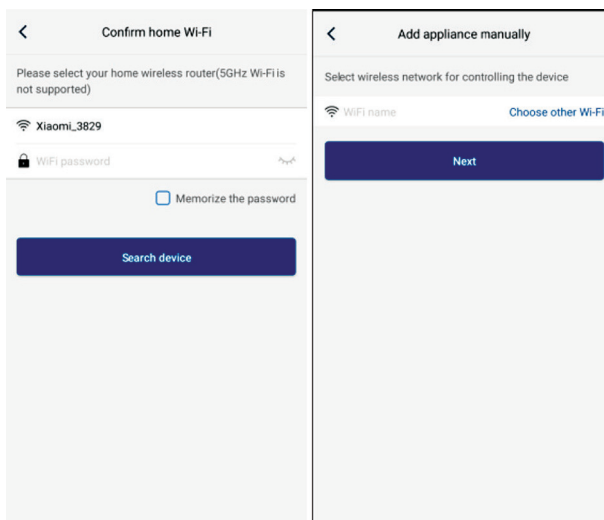 Confirm home Wi-Fi
Please select your home wireless router(5GHz Wi-Fi is
not supported)
Xiaomi_3829
WiFi password
Memorize the password
Search device
Add appliance manually
Select wireless network for controlling the device
WiFi name Choose other Wi-Fi
Next